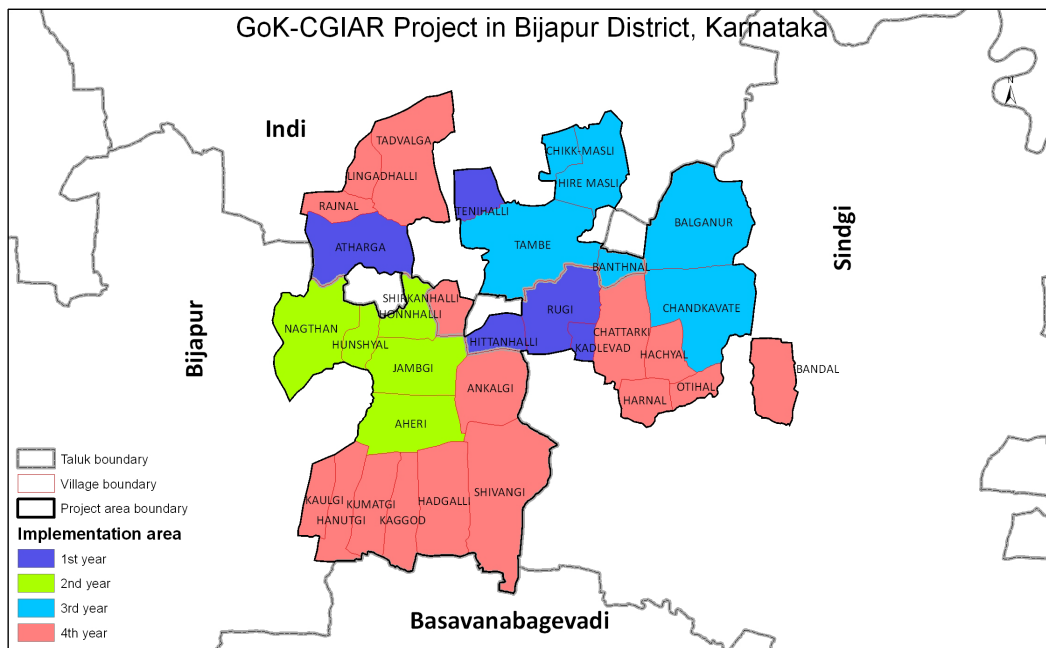 GoK-CGIAR Project in Bijapur District, Karnataka
N
Indi
TADVALGA
CHIKK-MASLI
LINGADHALLI
HIRE MASLI
RAJNAL
TENIHALLI
BALGANUR
Sindgi
ATHARGA
TAMBE
BANTHNAL
SHIRKANHALLI
CHANDKAVATE
RUGI
HONNHALLI
NAGTHAN
CHATTARKI
Bijapur
HUNSHYAL
HITTANHALLI
KADLEVAD
HACHYAL
JAMBGI
BANDAL
ANKALGI
OTIHAL
HARNAL
AHERI
SHIVANGI
KAULGI
KUMATGI
HADGALLI
HANUTGI
KAGGOD
Basavanabagevadi
Taluk boundary
Village boundary
Project area boundary
Implementation area
1st year
2nd year
3rd year
4th year